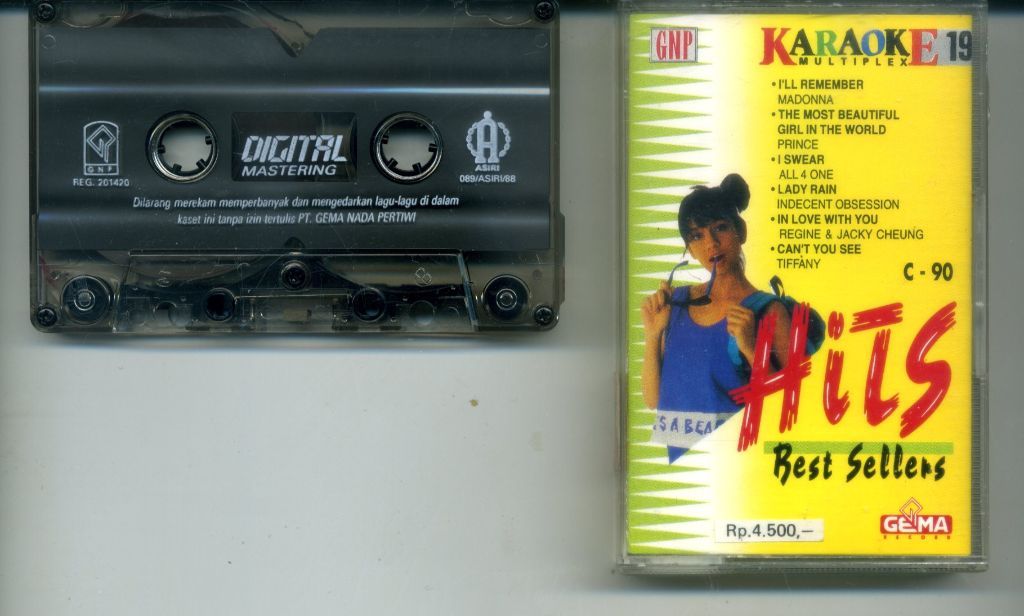 GNP
REG. 201420
DIGITAL
MASTERING
ASIRI
089/ASIRI/88
Dilarang merekam memperbanyak dan mengedarkan lagu-lagu di dalam
kaset ini tanpa izin tertulis PT. GEMA NADA PERTIWI
GNP
KARAOKE 19
MULTIPLEX
• I'LL REMEMBER
MADONNA
• THE MOST BEAUTIFUL
GIRL IN THE WORLD
PRINCE
• I SWEAR
ALL 4 ONE
• LADY RAIN
INDECENT OBSESSION
• IN LOVE WITH YOU
REGINE & JACKY CHEUNG
• CAN'T YOU SEE
TIFFANY
C - 90
Hits
Best Sellers
Rp.4.500,—
GEMA
RECORD